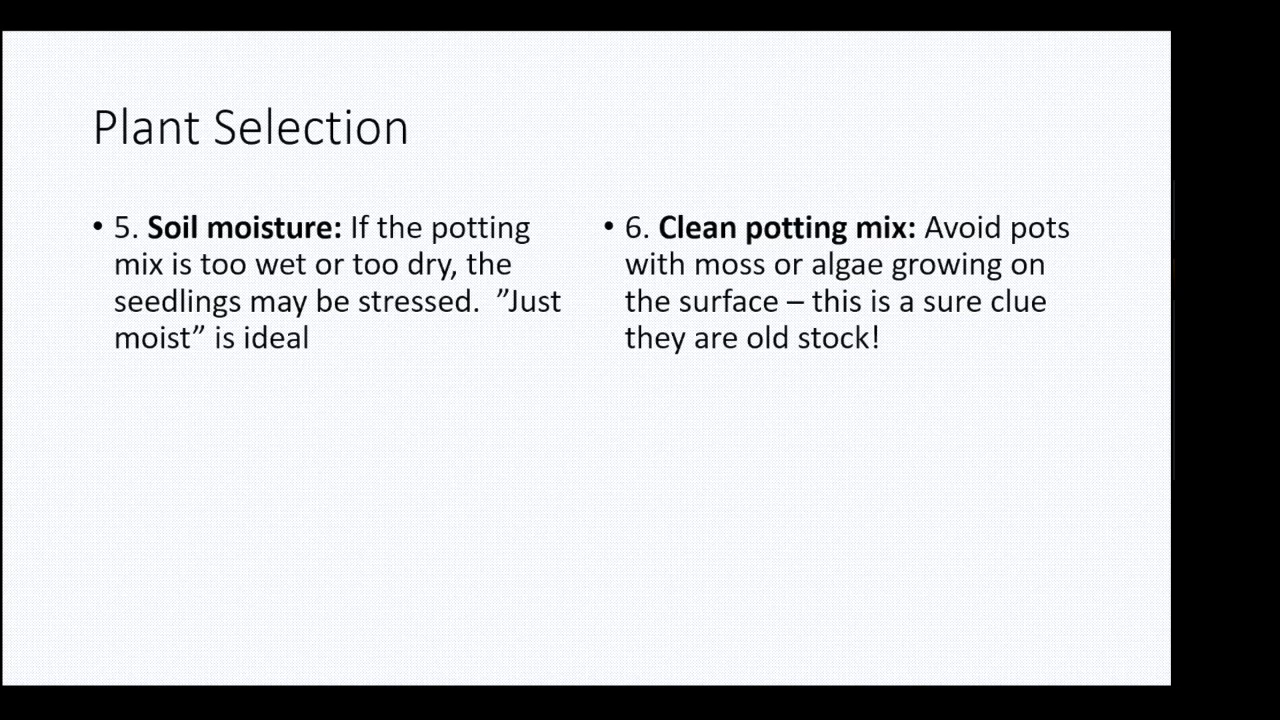 Plant Selection
• 5. Soil moisture: If the potting
mix is too wet or too dry, the
seedlings may be stressed.  ”Just
moist” is ideal
• 6. Clean potting mix: Avoid pots
with moss or algae growing on
the surface – this is a sure clue
they are old stock!